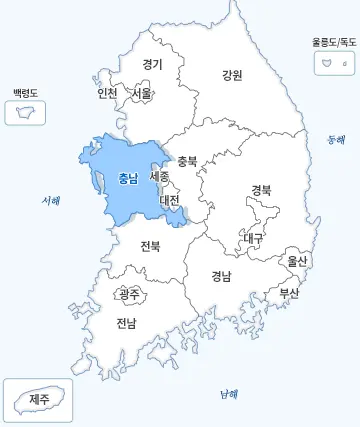 울릉도/독도
경기
강원
백령도
인천
서울
동해
충북
충남
세종
경북
서해
대전
대구
전북
울산
경남
부산
광주
전남
남해
제주